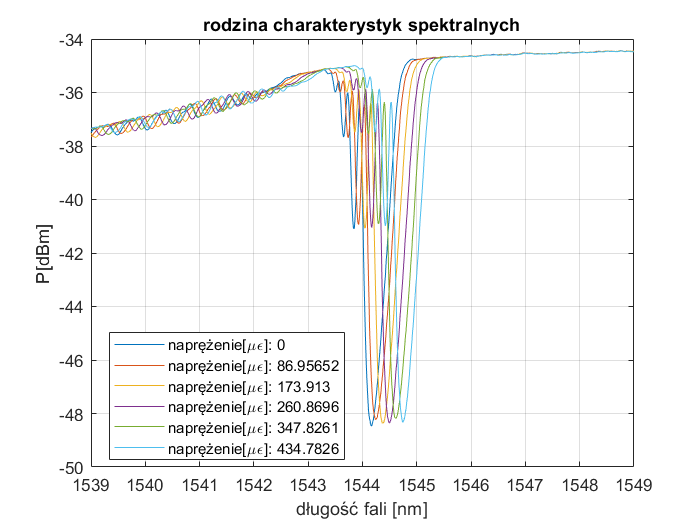 rodzina charakterystyk spektralnych
-34
-36
-38
-40
-42
-44
-46
-48
-50
P[dBm]
naprężenie[με]: 0
naprężenie[με]: 86.95652
naprężenie[με]: 173.913
naprężenie[με]: 260.8696
naprężenie[με]: 347.8261
naprężenie[με]: 434.7826
1539 1540 1541 1542 1543 1544 1545 1546 1547 1548 1549
długość fali [nm]